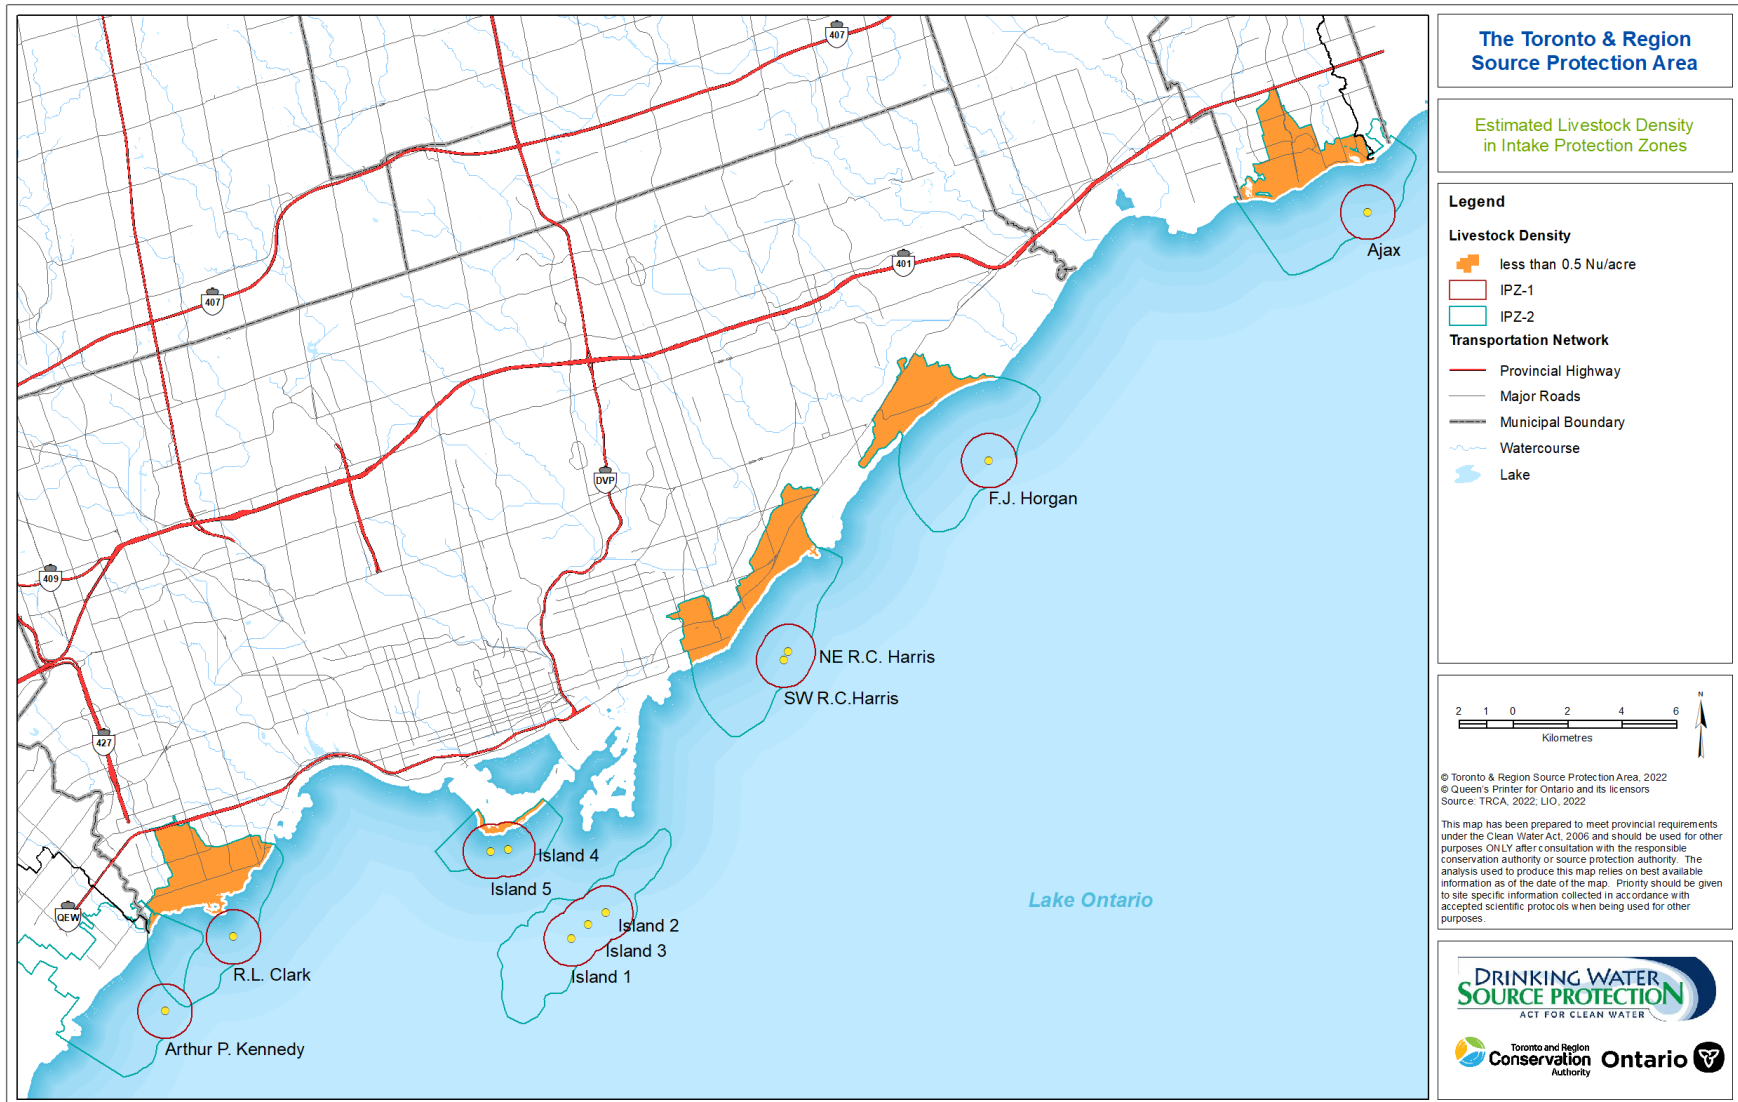 407
407
401
DVP
409
427
QEW
Ajax
F.J. Horgan
NE R.C. Harris
SW R.C.Harris
Island 4
Island 5
Island 2
Island 3
Island 1
R.L. Clark
Arthur P. Kennedy
Lake Ontario
The Toronto & Region
Source Protection Area
Estimated Livestock Density
in Intake Protection Zones
Legend
Livestock Density
less than 0.5 Nu/acre
IPZ-1
IPZ-2
Transportation Network
Provincial Highway
Major Roads
Municipal Boundary
Watercourse
Lake
2 1 0 2 4 6
Kilometres
N
© Toronto & Region Source Protection Area, 2022
© Queen's Printer for Ontario and its licensors
Source: TRCA, 2022; LIO, 2022
This map has been prepared to meet provincial requirements
under the Clean Water Act, 2006 and should be used for other
purposes ONLY after consultation with the responsible
conservation authority or source protection authority. The
analysis used to produce this map relies on best available
information as of the date of the map. Priority should be given
to site specific information collected in accordance with
accepted scientific protocols when being used for other
purposes.
DRINKING WATER
SOURCE PROTECTION
ACT FOR CLEAN WATER
Toronto and Region
Conservation
Authority
Ontario